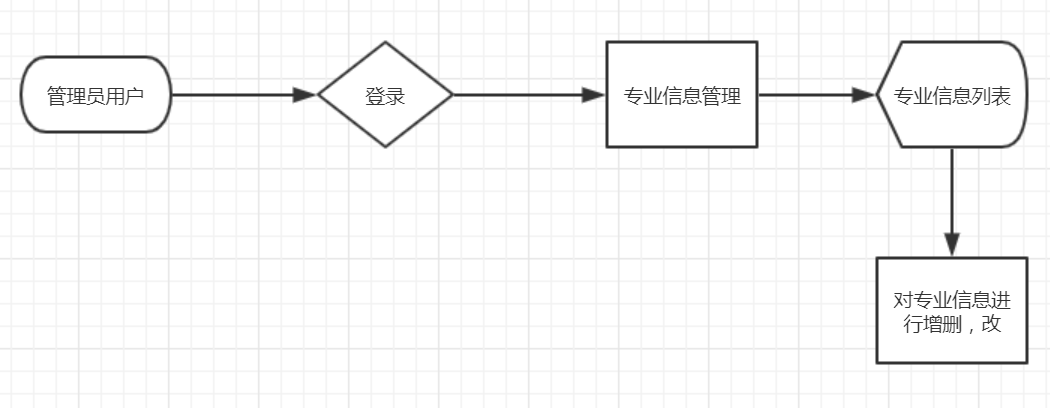 管理员用户
登录
专业信息管理
专业信息列表
对专业信息进
行增删，改